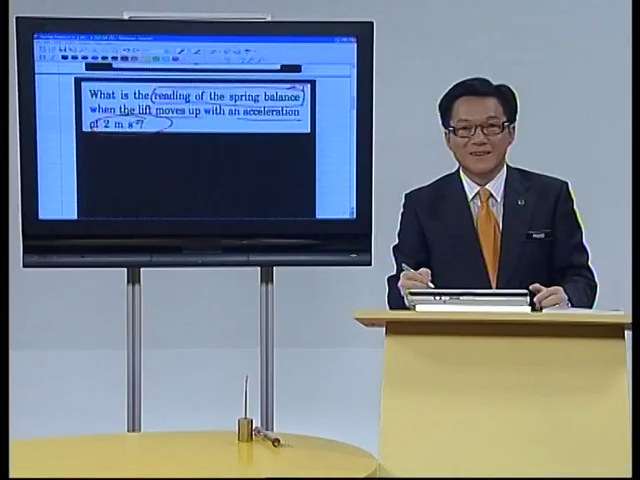 What is the reading of the spring balance
when the lift moves up with an acceleration
of 2 m s⁻²?